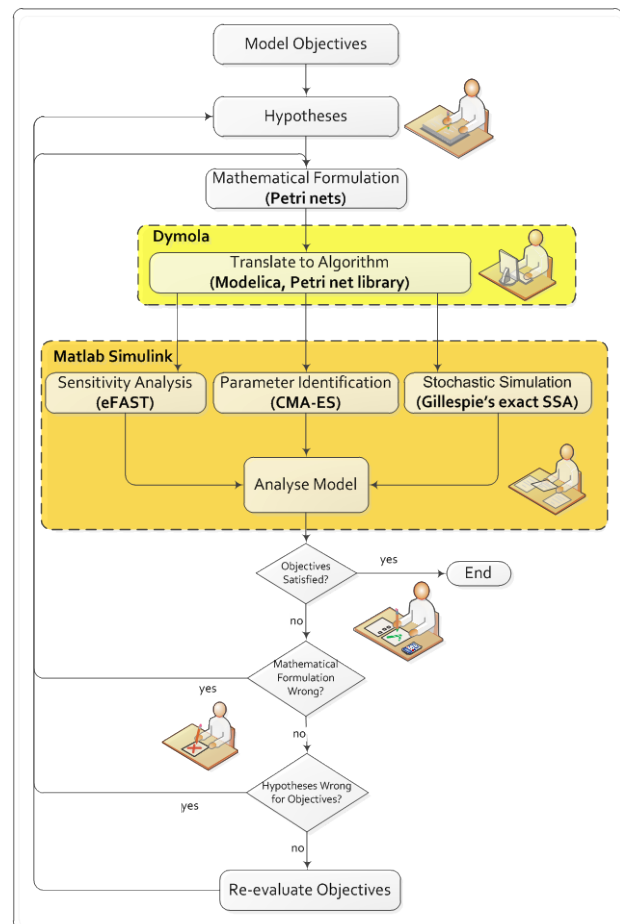 Model Objectives
Hypotheses
Mathematical Formulation
(Petri nets)
Dymola
Translate to Algorithm
(Modelica, Petri net library)
Matlab Simulink
Sensitivity Analysis
(eFAST)
Parameter Identification
(CMA-ES)
Stochastic Simulation
(Gillespie's exact SSA)
Analyse Model
Objectives
Satisfied?
yes
End
no
Mathematical
Formulation
Wrong?
yes
no
Hypotheses Wrong
for Objectives?
yes
no
Re-evaluate Objectives